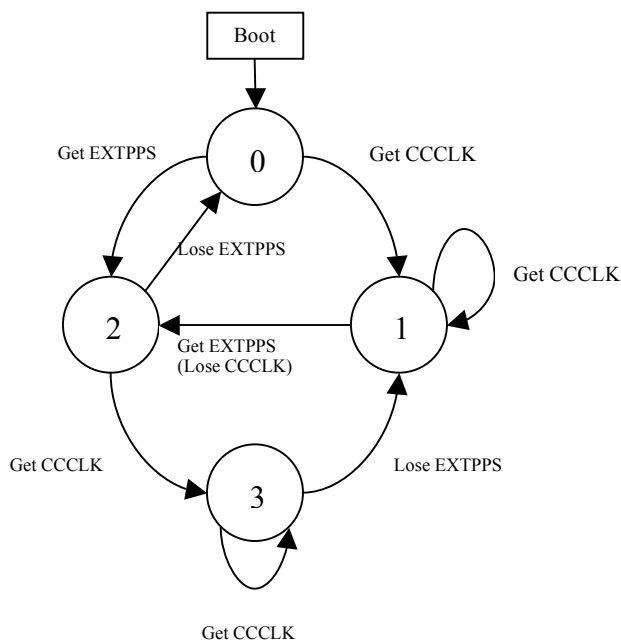 Boot
Get EXTPPS
0
Get CCCLK
Lose EXTPPS
Get CCCLK
2
1
Get EXTPPS
(Lose CCCLK)
Get CCCLK
Lose EXTPPS
3
Get CCCLK